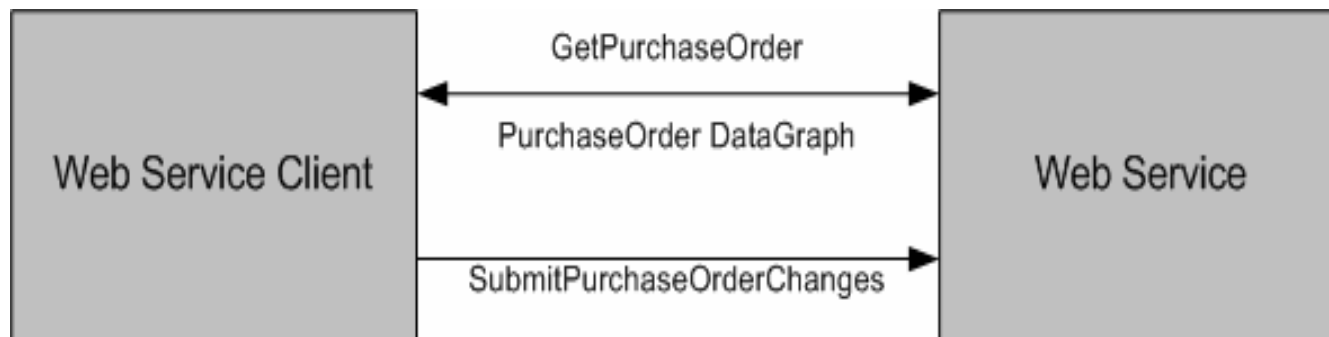 GetPurchaseOrder
PurchaseOrder DataGraph
Web Service Client
Web Service
SubmitPurchaseOrderChanges